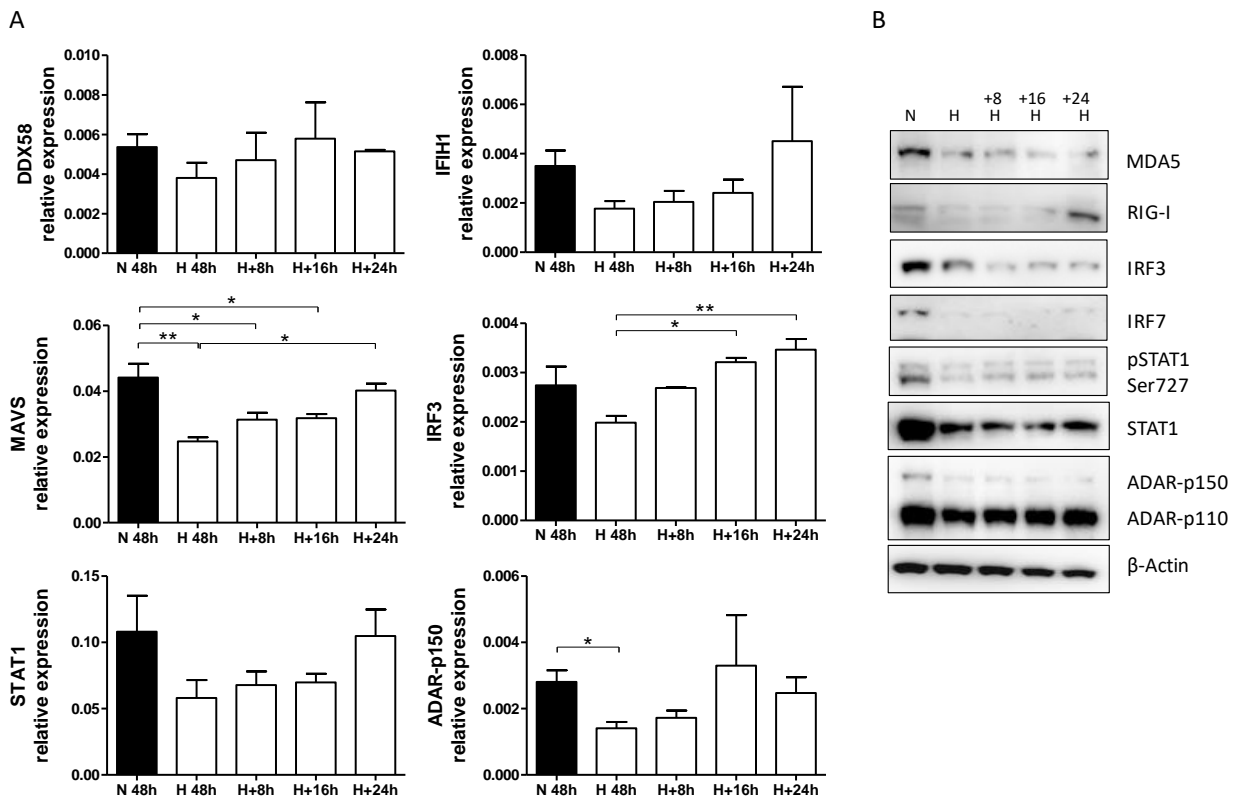 A
DDX58
relative expression
0.010
0.008
0.006
0.004
0.002
0.000
N 48h H 48h H+8h H+16h H+24h
IFIH1
relative expression
0.008
0.006
0.004
0.002
0.000
N 48h H 48h H+8h H+16h H+24h
MAVS
relative expression
0.06
0.04
0.02
0.00
*
*
** *
N 48h H 48h H+8h H+16h H+24h
IRF3
relative expression
0.004
0.003
0.002
0.001
0.000
**
*
N 48h H 48h H+8h H+16h H+24h
STAT1
relative expression
0.15
0.10
0.05
0.00
N 48h H 48h H+8h H+16h H+24h
ADAR-p150
relative expression
0.006
0.004
0.002
0.000
*
N 48h H 48h H+8h H+16h H+24h
B
+8 +16 +24
N H H H H
MDA5
RIG-I
IRF3
IRF7
pSTAT1
Ser727
STAT1
ADAR-p150
ADAR-p110
β-Actin